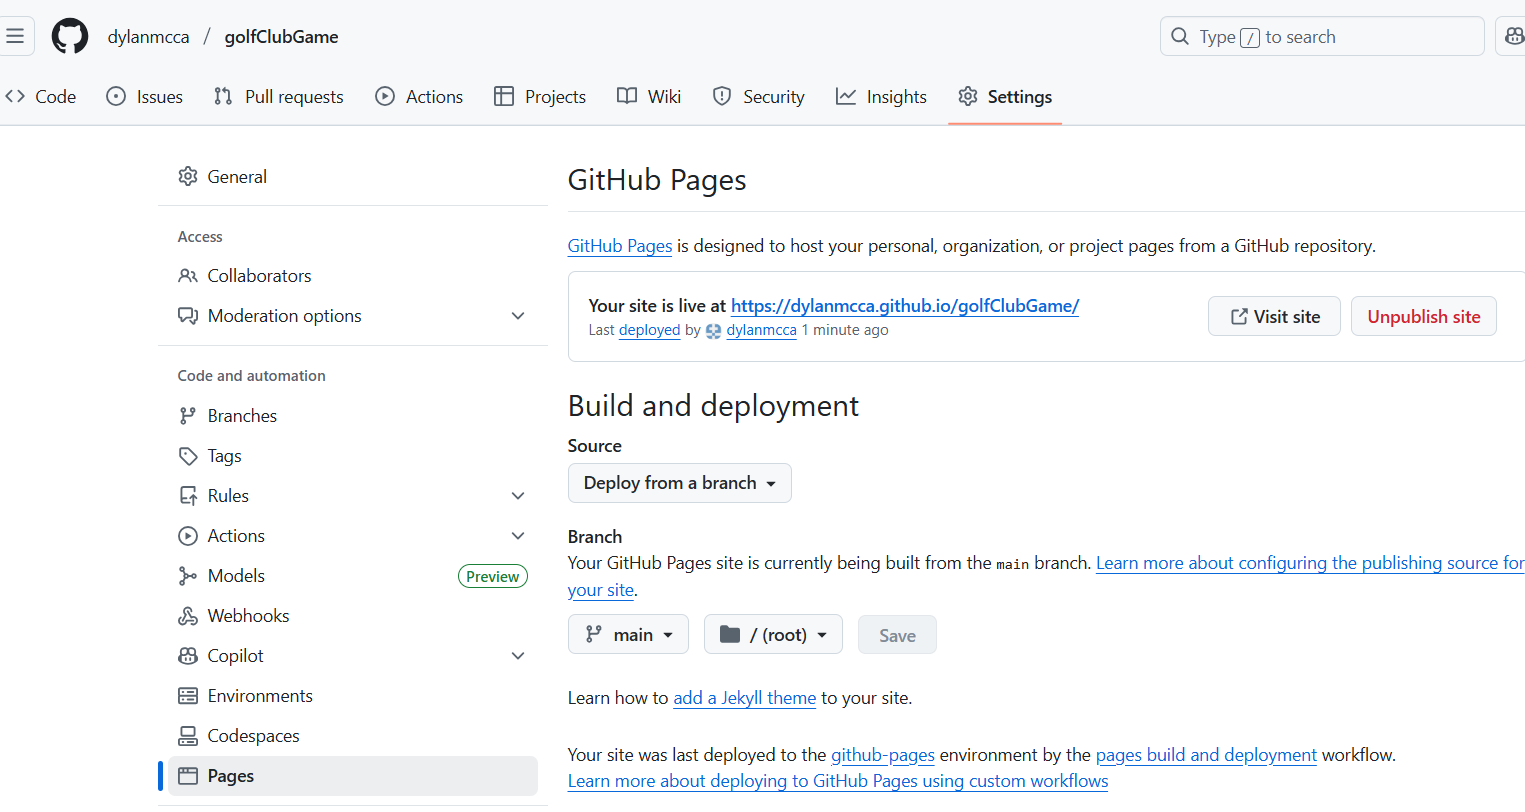 dylanmcca / golfClubGame
Type / to search
Code Issues Pull requests Actions Projects Wiki Security Insights Settings
General
Access
Collaborators
Moderation options
Code and automation
Branches
Tags
Rules
Actions
Models Preview
Webhooks
Copilot
Environments
Codespaces
Pages
GitHub Pages
GitHub Pages is designed to host your personal, organization, or project pages from a GitHub repository.
Your site is live at https://dylanmcca.github.io/golfClubGame/
Last deployed by dylanmcca 1 minute ago
Visit site
Unpublish site
Build and deployment
Source
Deploy from a branch
Branch
Your GitHub Pages site is currently being built from the main branch. Learn more about configuring the publishing source for
your site.
main / (root) Save
Learn how to add a Jekyll theme to your site.
Your site was last deployed to the github-pages environment by the pages build and deployment workflow.
Learn more about deploying to GitHub Pages using custom workflows